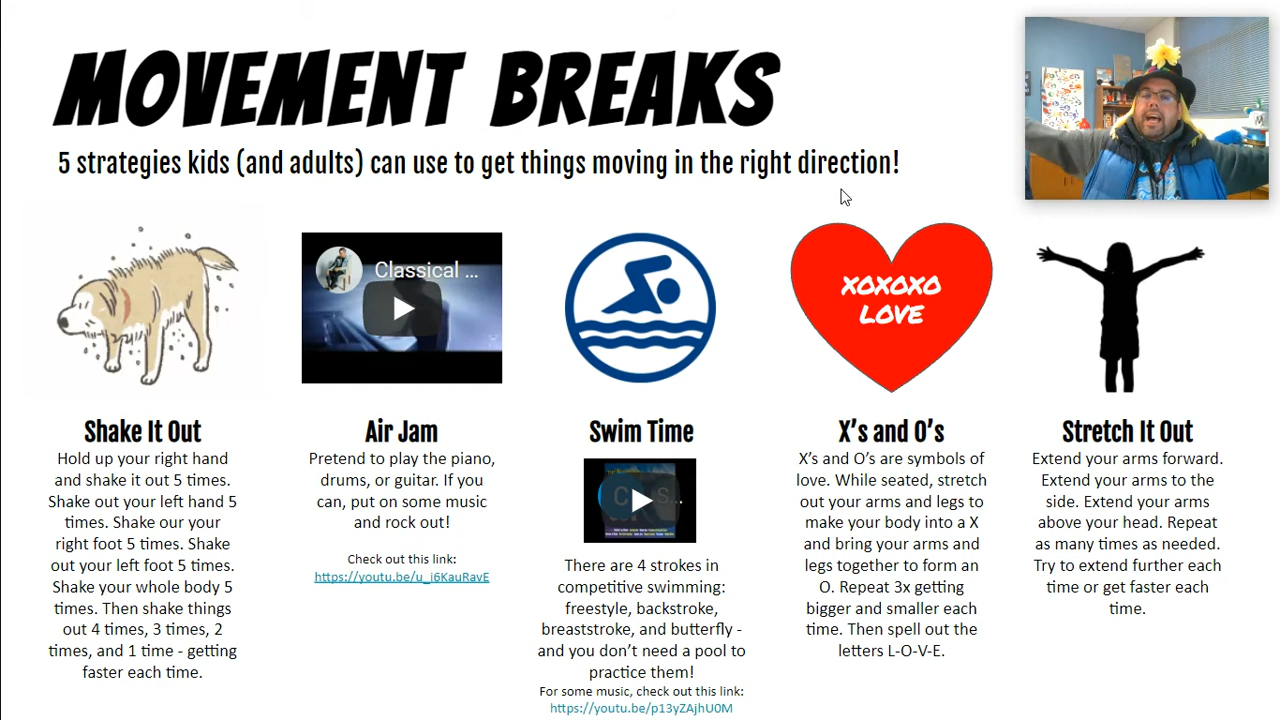 MOVEMENT BREAKS
5 strategies kids (and adults) can use to get things moving in the right direction!
Classical ...
XOXOXO
LOVE
Shake It Out
Hold up your right hand
and shake it out 5 times.
Shake out your left hand 5
times. Shake our your
right foot 5 times. Shake
out your left foot 5 times.
Shake your whole body 5
times. Then shake things
out 4 times, 3 times, 2
times, and 1 time - getting
faster each time.
Air Jam
Pretend to play the piano,
drums, or guitar. If you
can, put on some music
and rock out!
Check out this link:
https://youtu.be/u_i6KauRavE
Swim Time
There are 4 strokes in
competitive swimming:
freestyle, backstroke,
breaststroke, and butterfly -
and you don't need a pool to
practice them!
For some music, check out this link:
https://youtu.be/p13yZAjhU0M
X's and O's
X's and O's are symbols of
love. While seated, stretch
out your arms and legs to
make your body into a X
and bring your arms and
legs together to form an
O. Repeat 3x getting
bigger and smaller each
time. Then spell out the
letters L-O-V-E.
Stretch It Out
Extend your arms forward.
Extend your arms to the
side. Extend your arms
above your head. Repeat
as many times as needed.
Try to extend further each
time or get faster each
time.